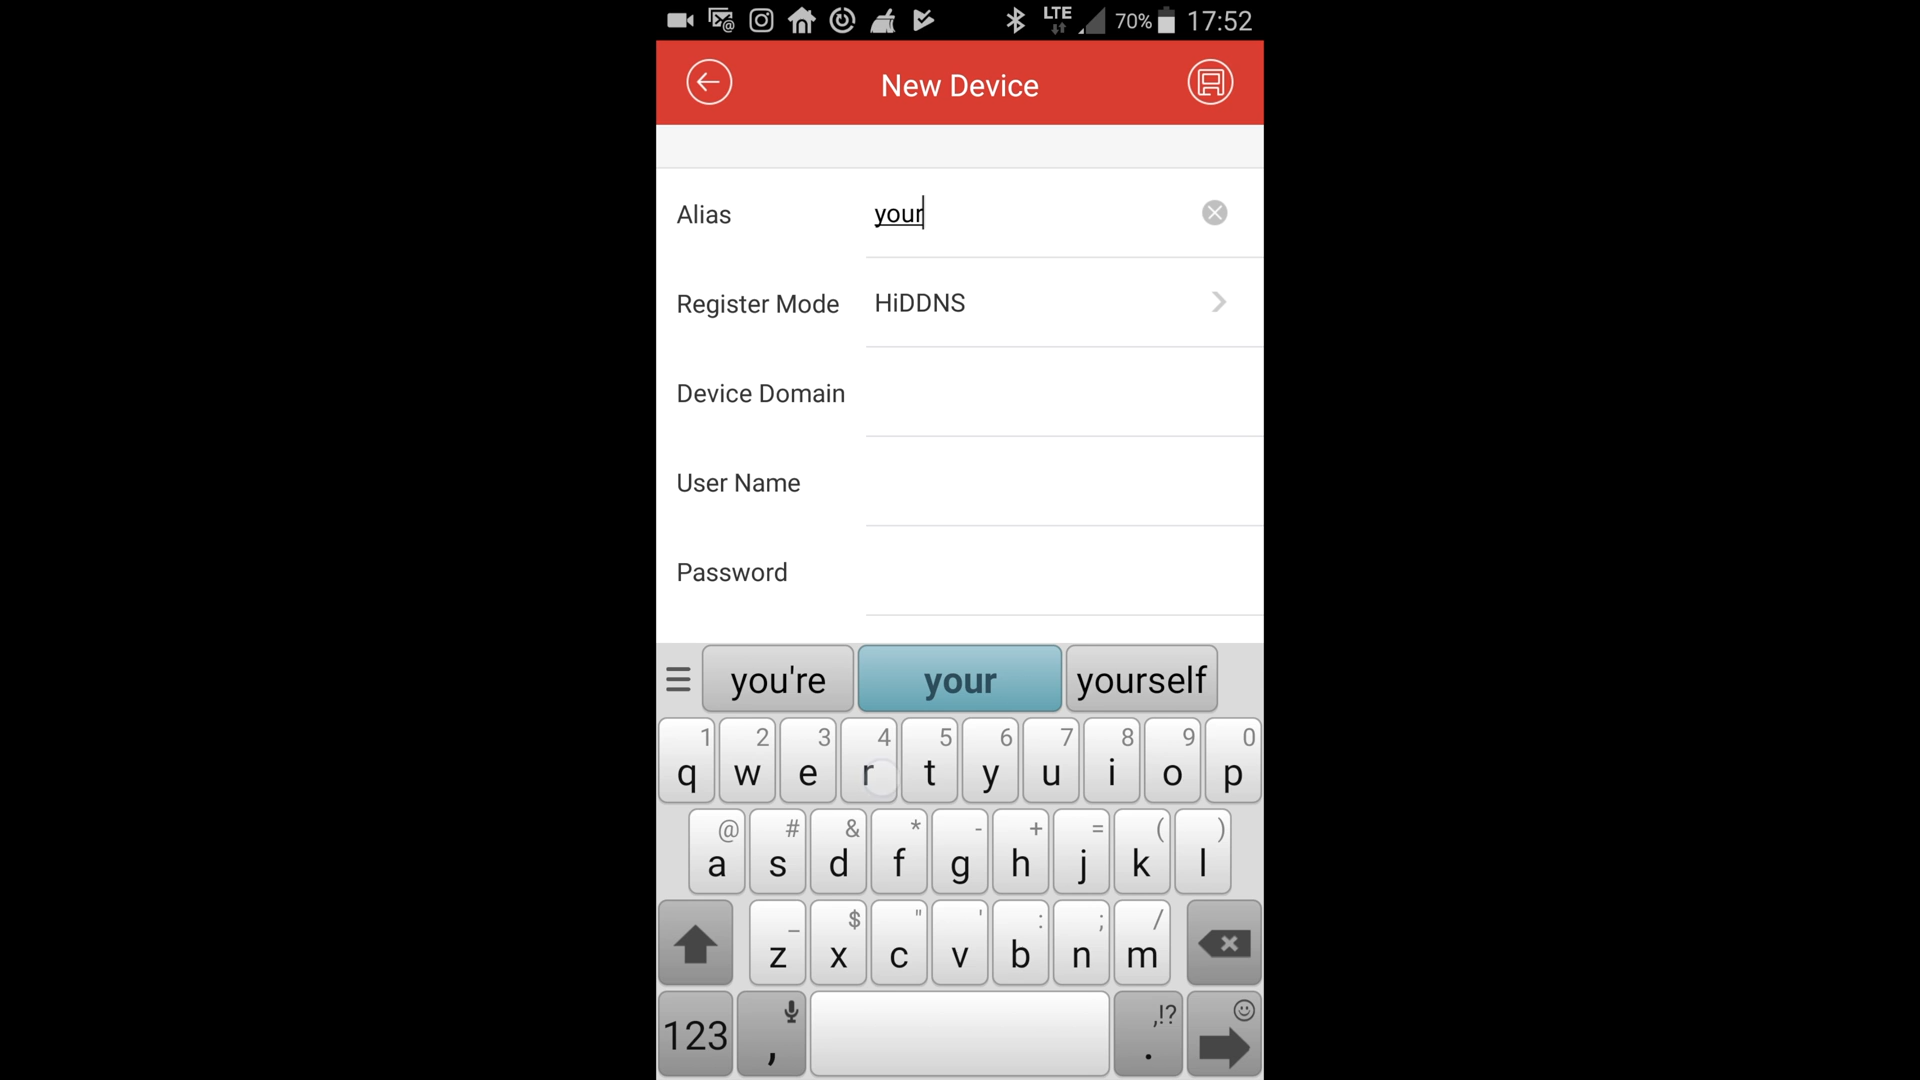 LTE 70% 17:52
New Device
Alias your
Register Mode HiDDNS
Device Domain
User Name
Password
you're your yourself
1 2 3 4 5 6 7 8 9 0
q w e r t y u i o p
@ # & * - + = ( )
a s d f g h j k l
_ $ " ' : ; /
z x c v b n m
,!?
123 , .